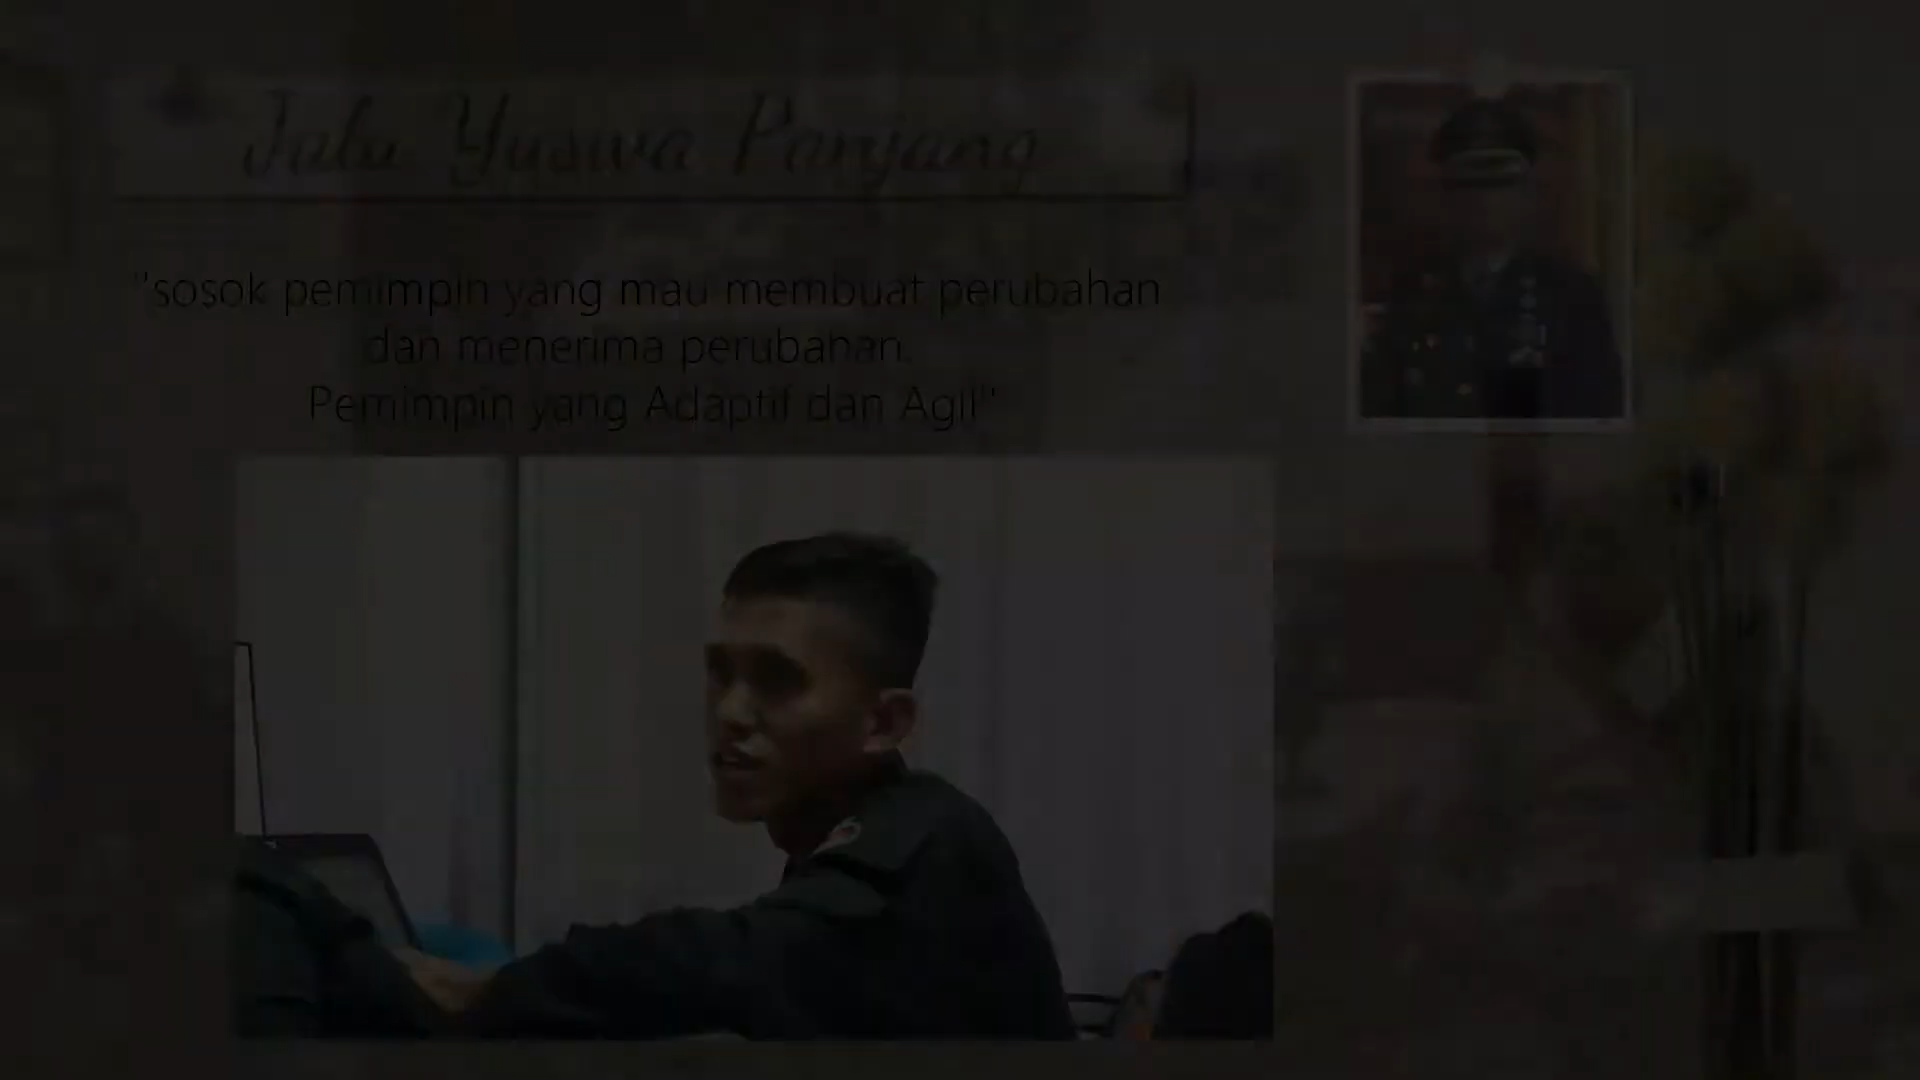 Jalu Yuswa Panjang
"sosok pemimpin yang mau membuat perubahan
dan menerima perubahan.
Pemimpin yang Adaptif dan Agil"